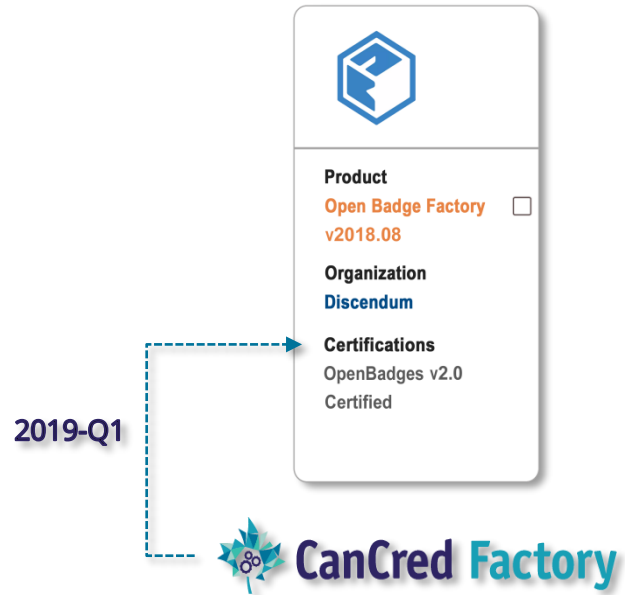 Product
Open Badge Factory
v2018.08
Organization
Discendum
Certifications
OpenBadges v2.0
Certified
2019-Q1
CanCred Factory